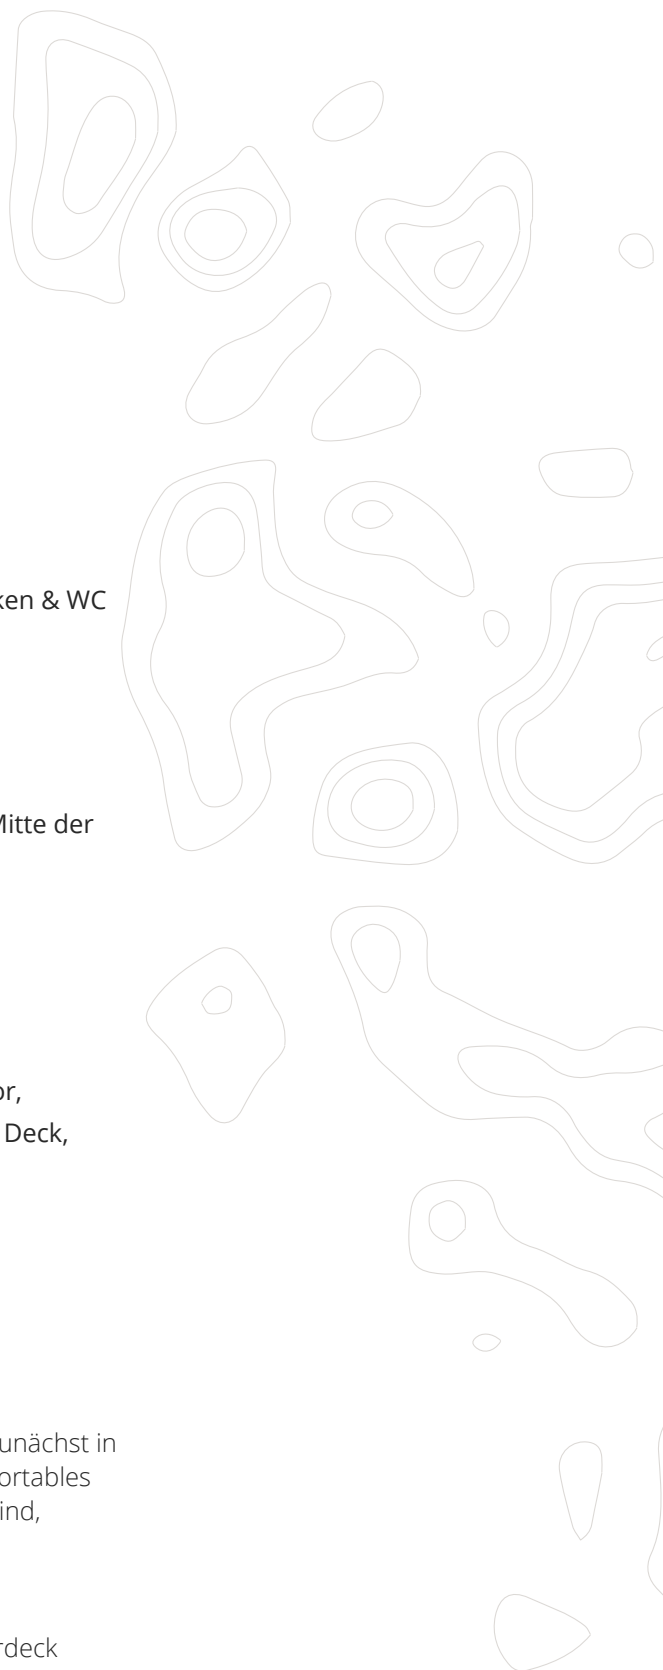 ken & WC
Mitte der
or,
Deck,
unächst in
ortables
ind,
rdeck